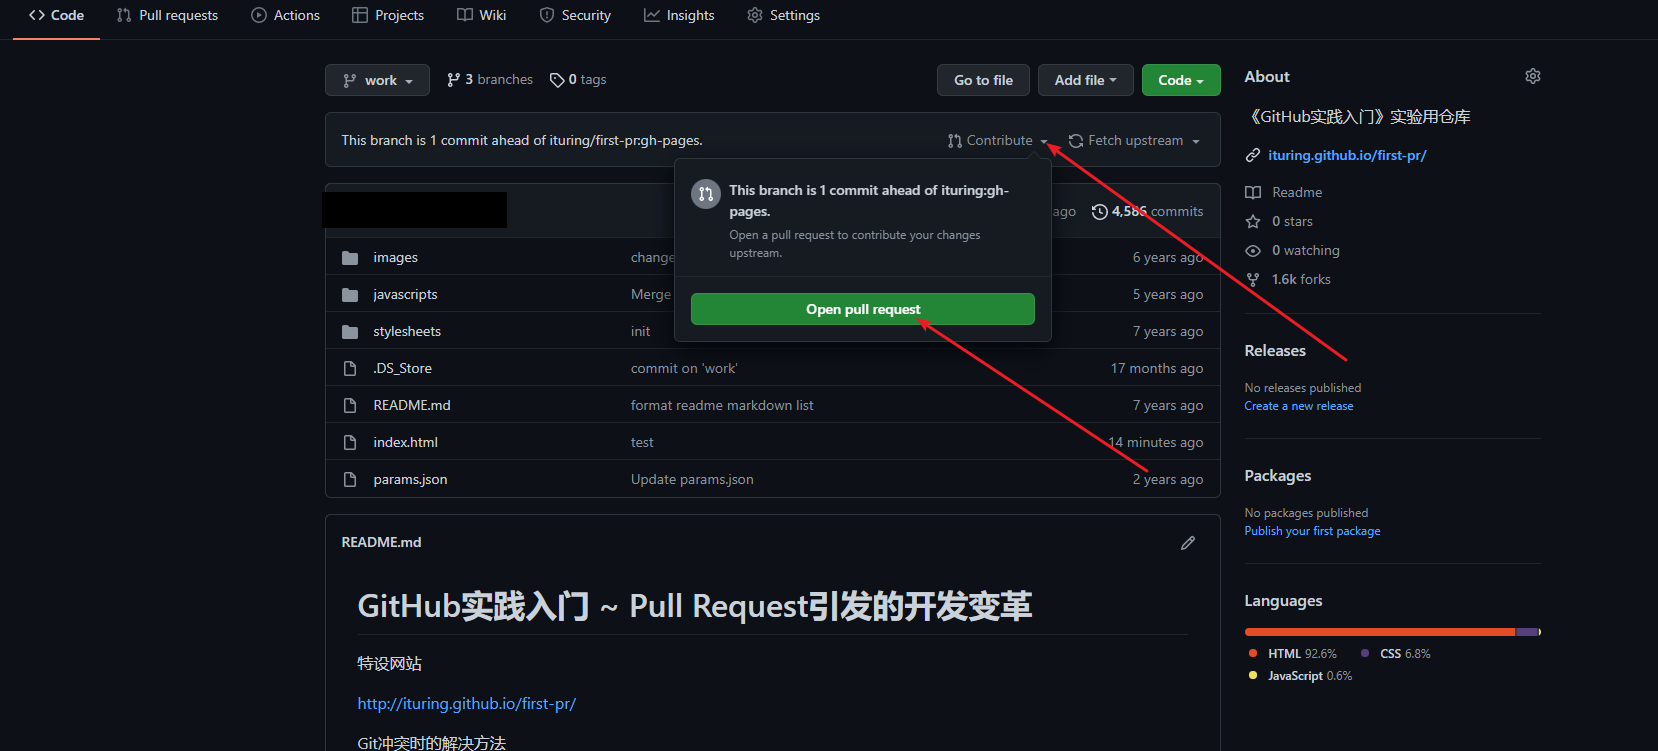 Code Pull requests Actions Projects Wiki Security Insights Settings
work 3 branches 0 tags Go to file Add file Code
This branch is 1 commit ahead of ituring/first-pr:gh-pages. Contribute Fetch upstream
This branch is 1 commit ahead of ituring:gh-
pages.
Open a pull request to contribute your changes
upstream.
Open pull request
ago 4,586 commits
images change 6 years ago
javascripts Merge 5 years ago
stylesheets init 7 years ago
.DS_Store commit on 'work' 17 months ago
README.md format readme markdown list 7 years ago
index.html test 14 minutes ago
params.json Update params.json 2 years ago
README.md
GitHub实践入门 ~ Pull Request引发的开发变革
特设网站
http://ituring.github.io/first-pr/
Git冲突时的解决方法
About
《GitHub实践入门》实验用仓库
ituring.github.io/first-pr/
Readme
0 stars
0 watching
1.6k forks
Releases
No releases published
Create a new release
Packages
No packages published
Publish your first package
Languages
HTML 92.6% CSS 6.8%
JavaScript 0.6%